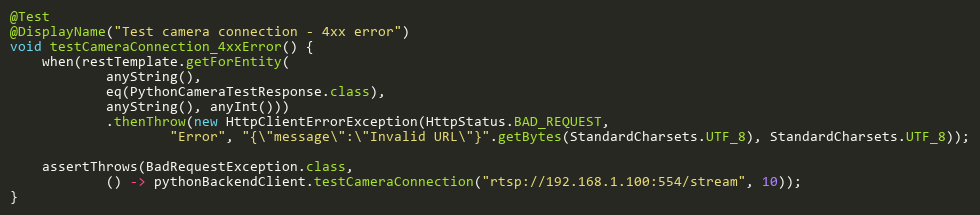 @Test
@DisplayName("Test camera connection - 4xx error")
void testCameraConnection_4xxError() {
    when(restTemplate.getForEntity(
            anyString(),
            eq(PythonCameraTestResponse.class),
            anyString(), anyInt()))
            .thenThrow(new HttpClientErrorException(HttpStatus.BAD_REQUEST,
                    "Error", "{\"message\":\"Invalid URL\"}".getBytes(StandardCharsets.UTF_8), StandardCharsets.UTF_8));

    assertThrows(BadRequestException.class,
            () -> pythonBackendClient.testCameraConnection("rtsp://192.168.1.100:554/stream", 10));
}